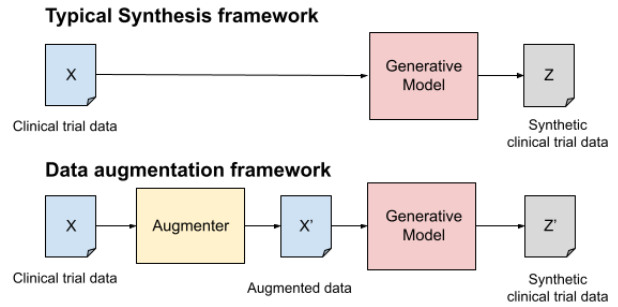 Typical Synthesis framework
X
Generative
Model
Z
Clinical trial data
Synthetic
clinical trial data
Data augmentation framework
X
Augmenter
X’
Generative
Model
Z’
Clinical trial data
Augmented data
Synthetic
clinical trial data